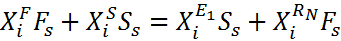 $X_i^F F_s + X_i^S S_s = X_i^{E_1} S_s + X_i^{R_N} F_s$